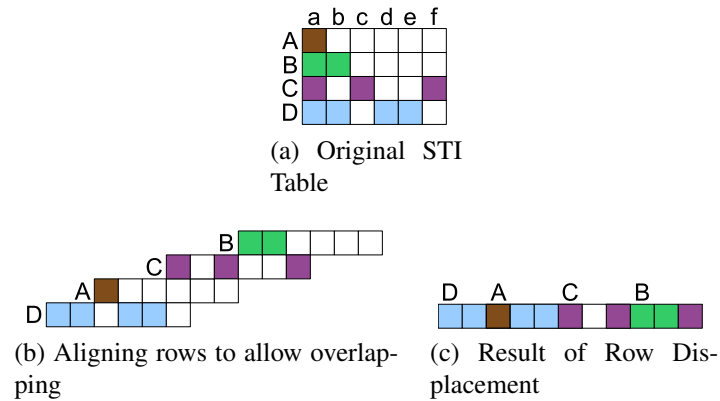 a b c d e f
A
B
C
D
(a) Original STI
Table
B
C
A
D
(b) Aligning rows to allow overlap-
ping
D A C B
(c) Result of Row Dis-
placement